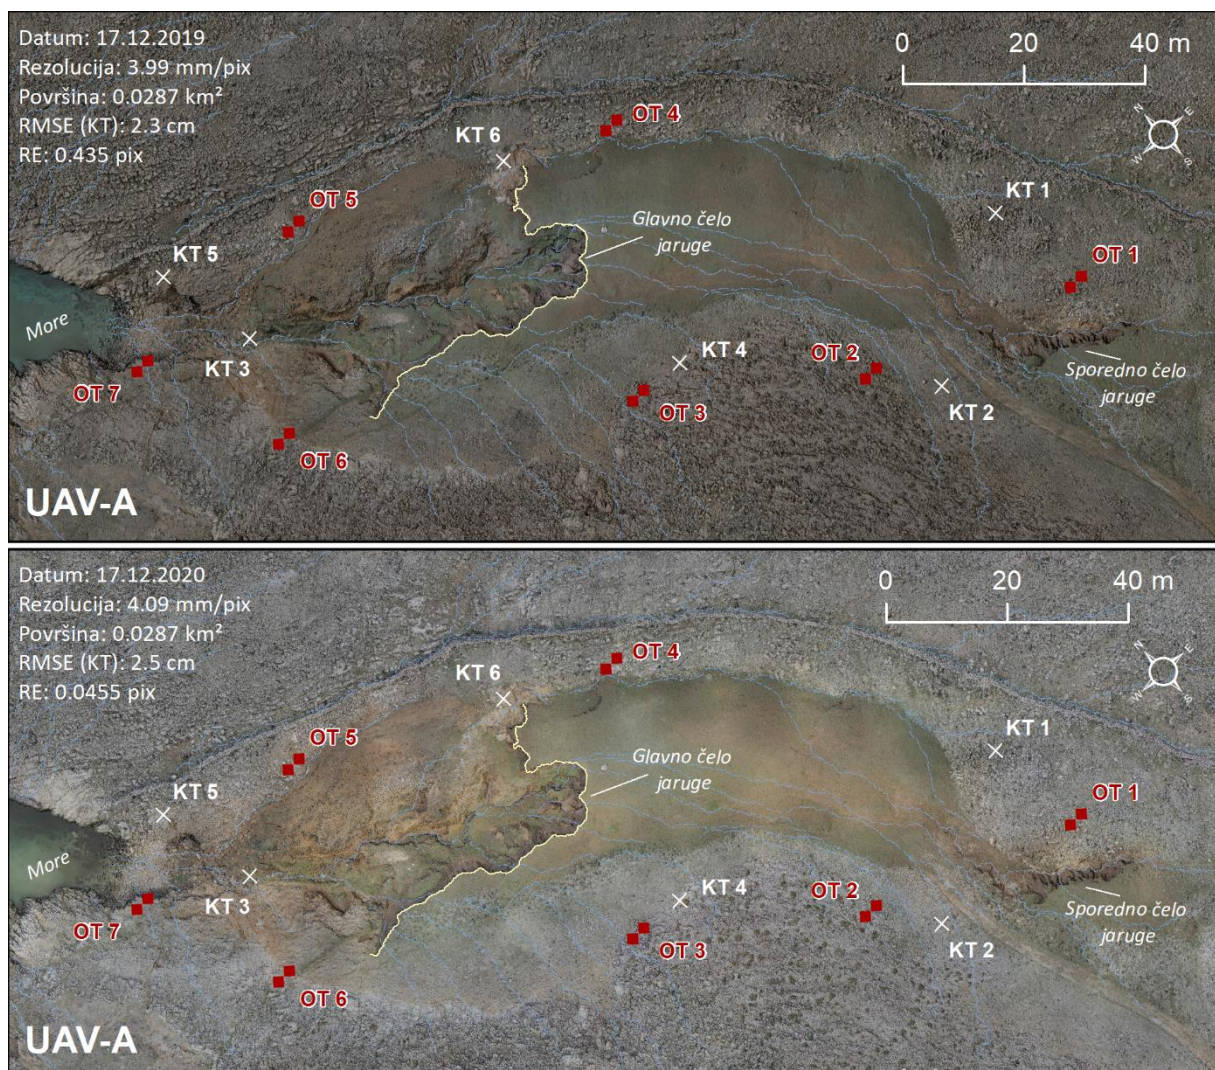 Datum: 17.12.2019
Rezolucija: 3.99 mm/pix
Površina: 0.0287 km²
RMSE (KT): 2.3 cm
RE: 0.435 pix
0 20 40 m
N
E
W
S
OT 4
KT 6
KT 1
OT 5
Glavno čelo
jaruge
KT 5
OT 1
More
KT 3
KT 4
OT 2
Sporedno čelo
jaruge
OT 7
OT 3
KT 2
OT 6
UAV-A
Datum: 17.12.2020
Rezolucija: 4.09 mm/pix
Površina: 0.0287 km²
RMSE (KT): 2.5 cm
RE: 0.0455 pix
0 20 40 m
N
E
W
S
OT 4
KT 6
KT 1
OT 5
Glavno čelo
jaruge
KT 5
OT 1
More
KT 3
KT 4
OT 2
Sporedno čelo
jaruge
OT 7
OT 3
KT 2
OT 6
UAV-A